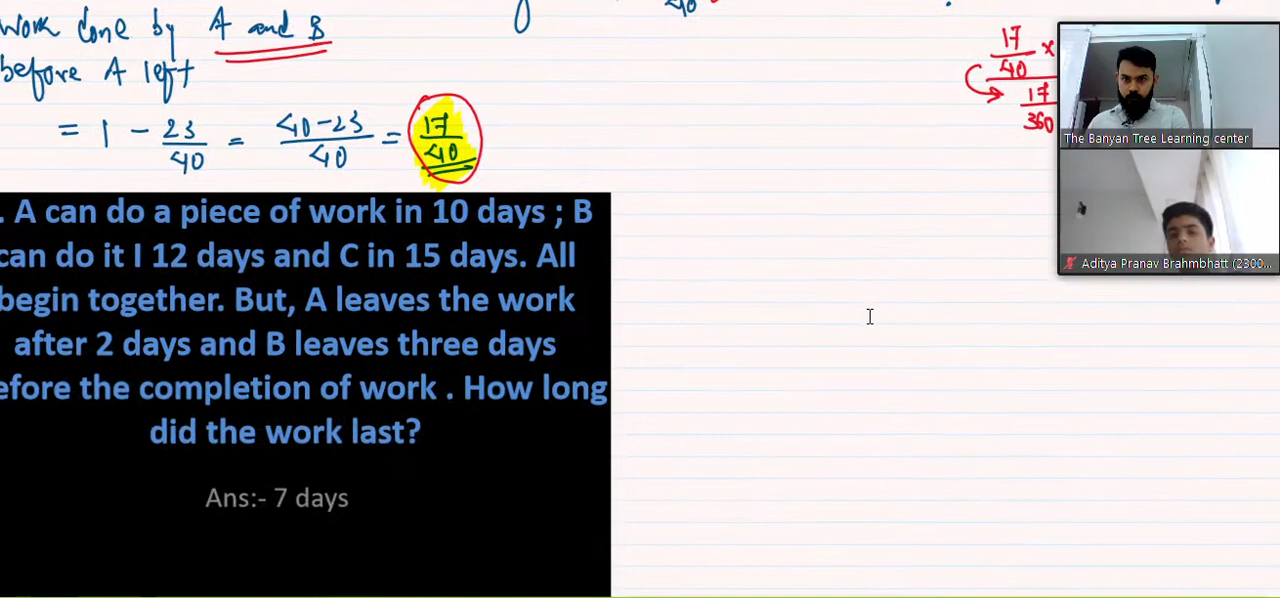 work done by A and B
before A left
= 1 - 23/40 = 40-23/40 = 17/40
40
17/40 x
17/360
The Banyan Tree Learning center
Aditya Pranav Brahmbhatt (2300...
. A can do a piece of work in 10 days ; B
can do it I 12 days and C in 15 days. All
begin together. But, A leaves the work
after 2 days and B leaves three days
efore the completion of work . How long
did the work last?
Ans:- 7 days